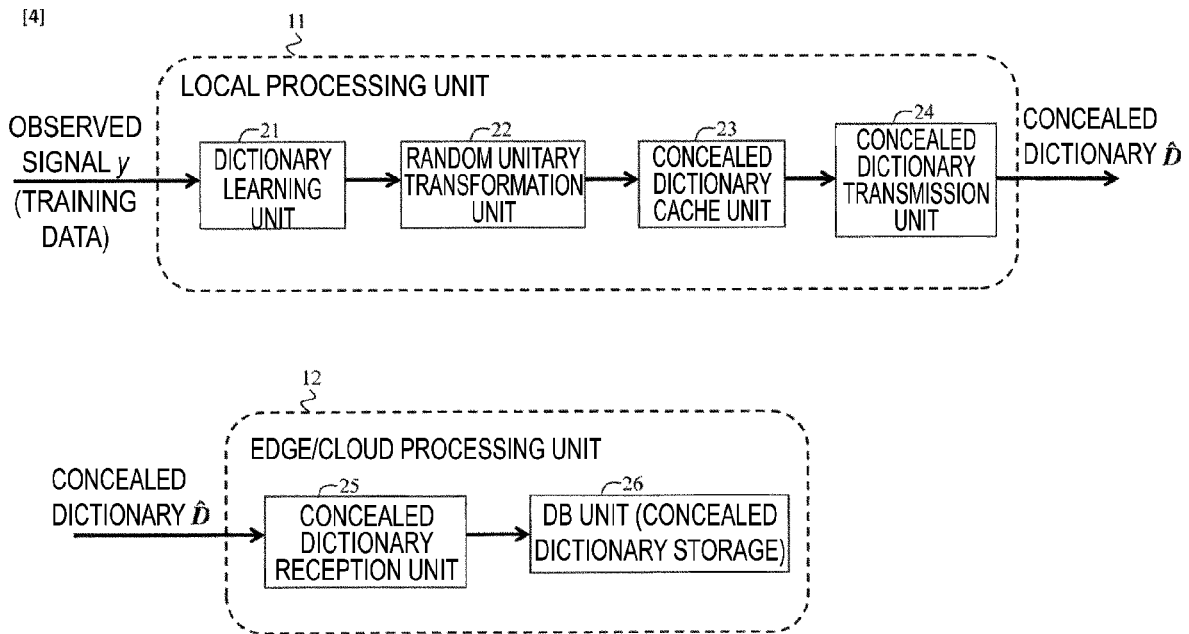 [4]
11
LOCAL PROCESSING UNIT
OBSERVED
SIGNAL y
(TRAINING
DATA)
21
DICTIONARY
LEARNING
UNIT
22
RANDOM UNITARY
TRANSFORMATION
UNIT
23
CONCEALED
DICTIONARY
CACHE UNIT
24
CONCEALED
DICTIONARY
TRANSMISSION
UNIT
CONCEALED
DICTIONARY D̂
12
EDGE/CLOUD PROCESSING UNIT
CONCEALED
DICTIONARY D̂
25
CONCEALED
DICTIONARY
RECEPTION UNIT
26
DB UNIT (CONCEALED
DICTIONARY STORAGE)